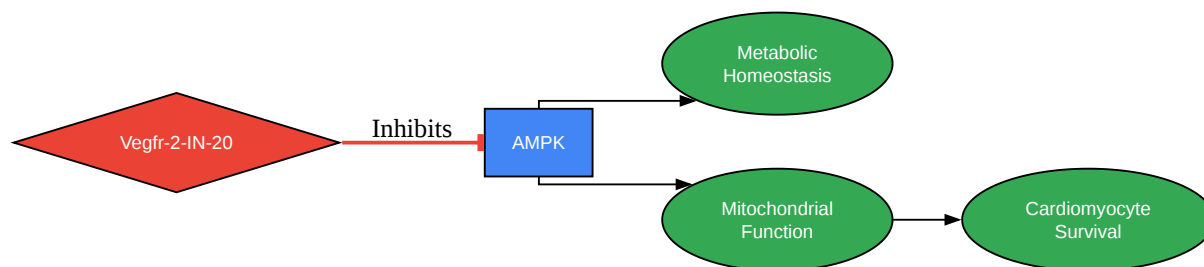 Metabolic
Homeostasis
Vegfr-2-IN-20
Inhibits
AMPK
Mitochondrial
Function
Cardiomyocyte
Survival